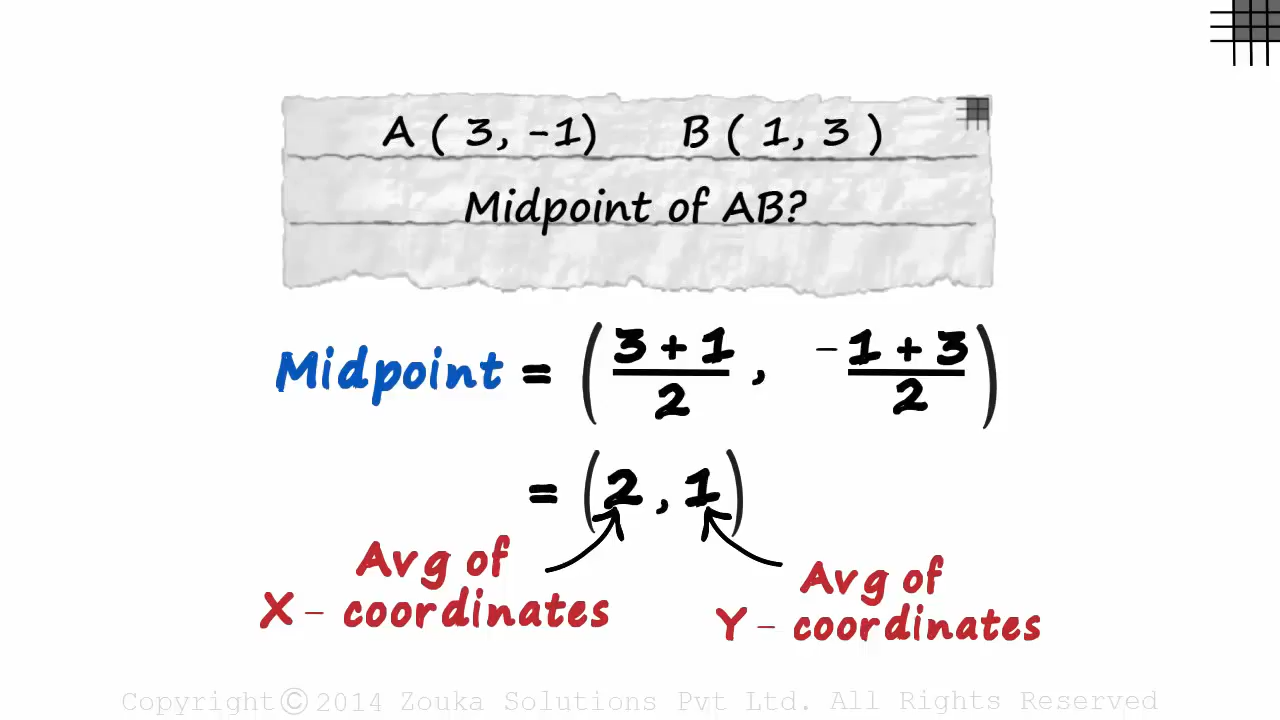 A ( 3, -1) B ( 1, 3 )
Midpoint of AB?
Midpoint = ( 3 + 1 / 2 , - 1 + 3 / 2 )
= ( 2 , 1 )
Avg of
X - coordinates
Avg of
Y - coordinates
Copyright © 2014 Zouka Solutions Pvt Ltd. All Rights Reserved